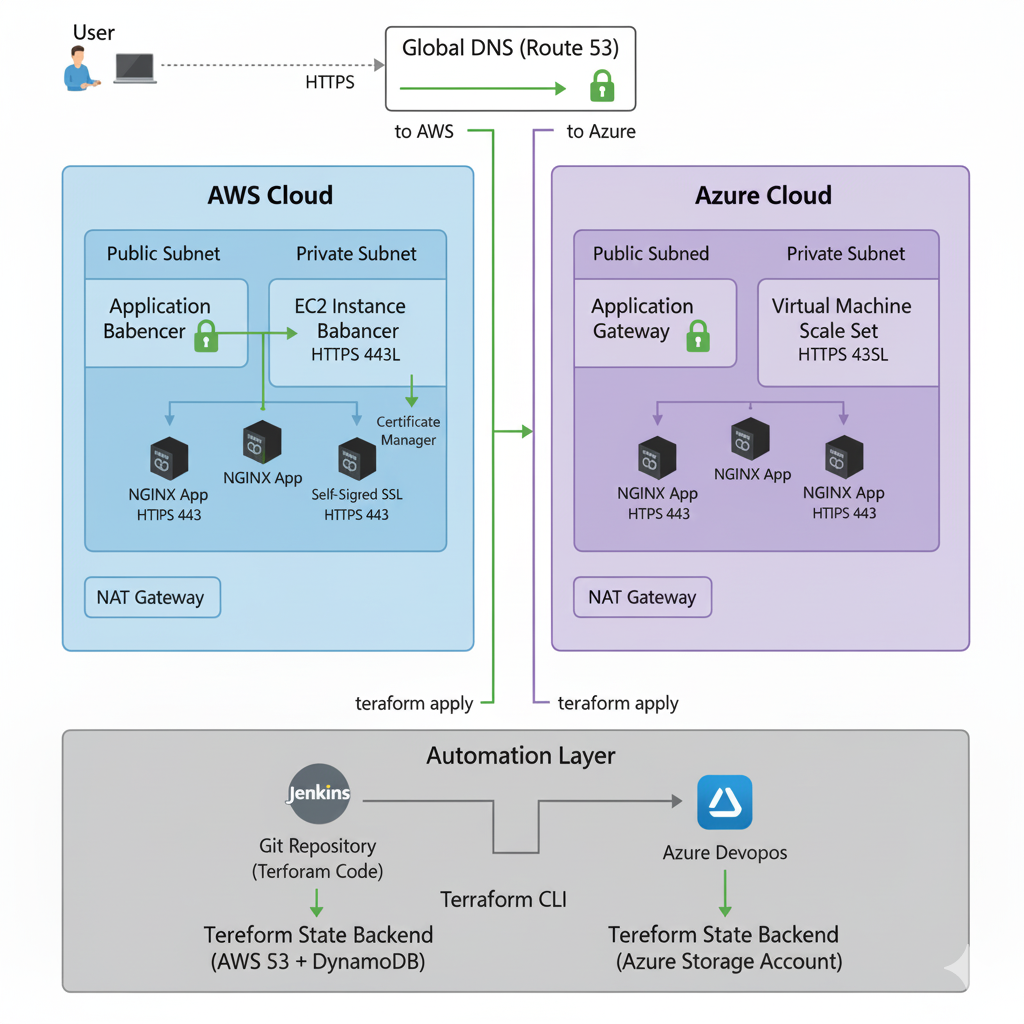 User
HTTPS
Global DNS (Route 53)
to AWS
to Azure
AWS Cloud
Public Subnet
Private Subnet
Application
Babencer
EC2 Instance
Babancer
HTTPS 443L
Certificate
Manager
NGINX App
HTIPS 443
NGINX App
Self-Sigred SSL
HTTPS 443
NAT Gateway
Azure Cloud
Public Subned
Private Subnet
Application
Gateway
Virtual Machine
Scale Set
HTTPS 43SL
NGINX App
HTPS 443
NGINX App
NGINX App
HTIPS 443
NAT Gateway
teraform apply
terraform apply
Automation Layer
Jenkins
Git Repository
(Terforam Code)
Azure Devopos
Terraform CLI
Tereform State Backend
(AWS 53 + DynamoDB)
Tereform State Backend
(Azure Storage Account)